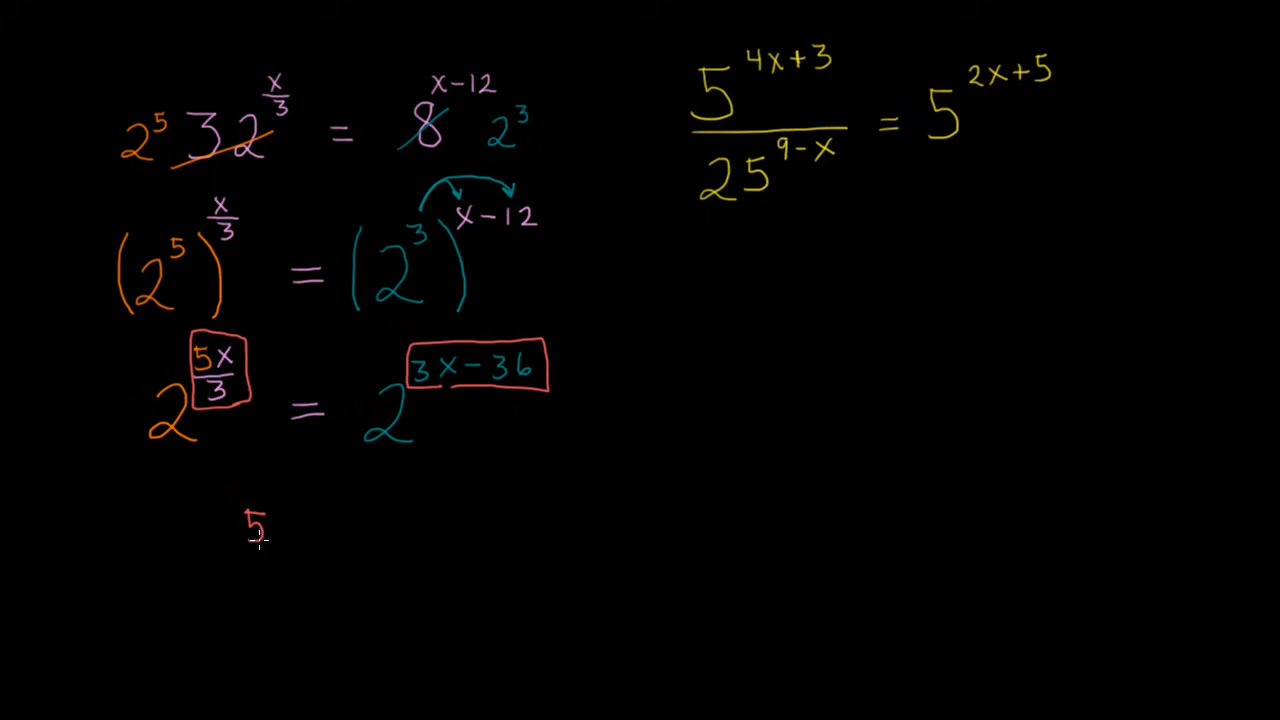 2^5 32^(x/3) = 8^(x-12) 2^3
(2^5)^(x/3) = (2^3)^(x-12)
2^(5x/3) = 2^(3x-36)
5
5^(4x+3) / 25^(9-x) = 5^(2x+5)